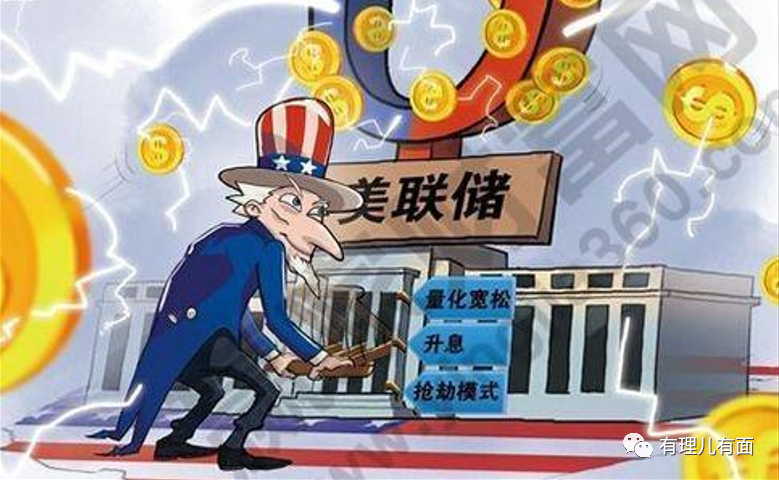 美联储
量化宽松
升息
抢劫模式
有理儿有面